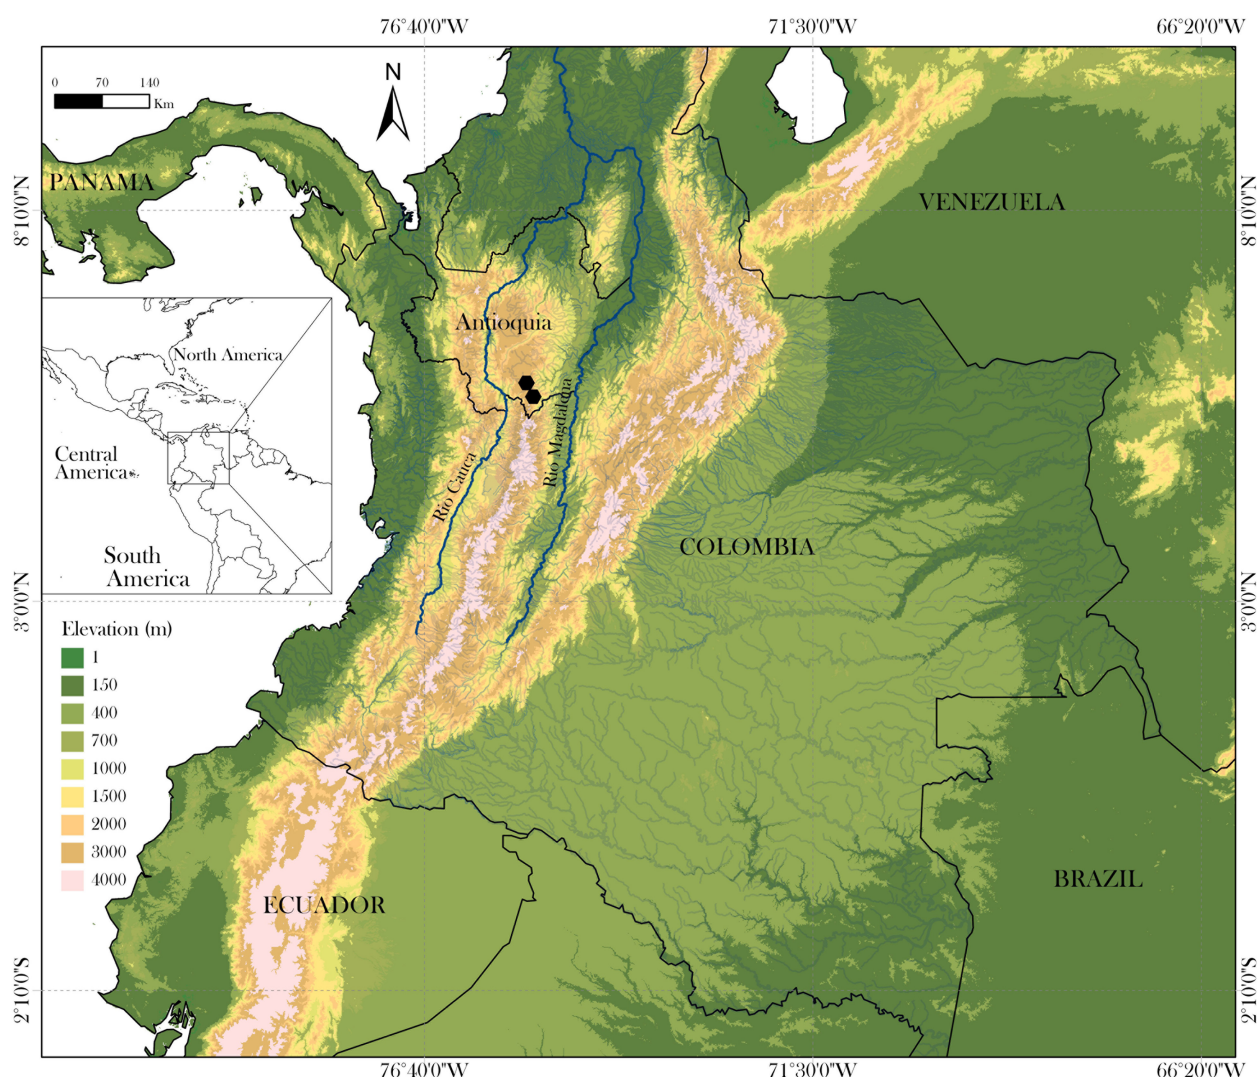 76°40'0"W 71°30'0"W 66°20'0"W
0 70 140
Km
N
PANAMA
VENEZUELA
8°10'0"N
8°10'0"N
Antioquia
North America
Central
America
South
America
Rio Cauca
Rio Magdalena
COLOMBIA
3°0'0"N
3°0'0"N
Elevation (m)
1
150
400
700
1000
1500
2000
3000
4000
ECUADOR
BRAZIL
2°10'0"S
2°10'0"S
76°40'0"W 71°30'0"W 66°20'0"W